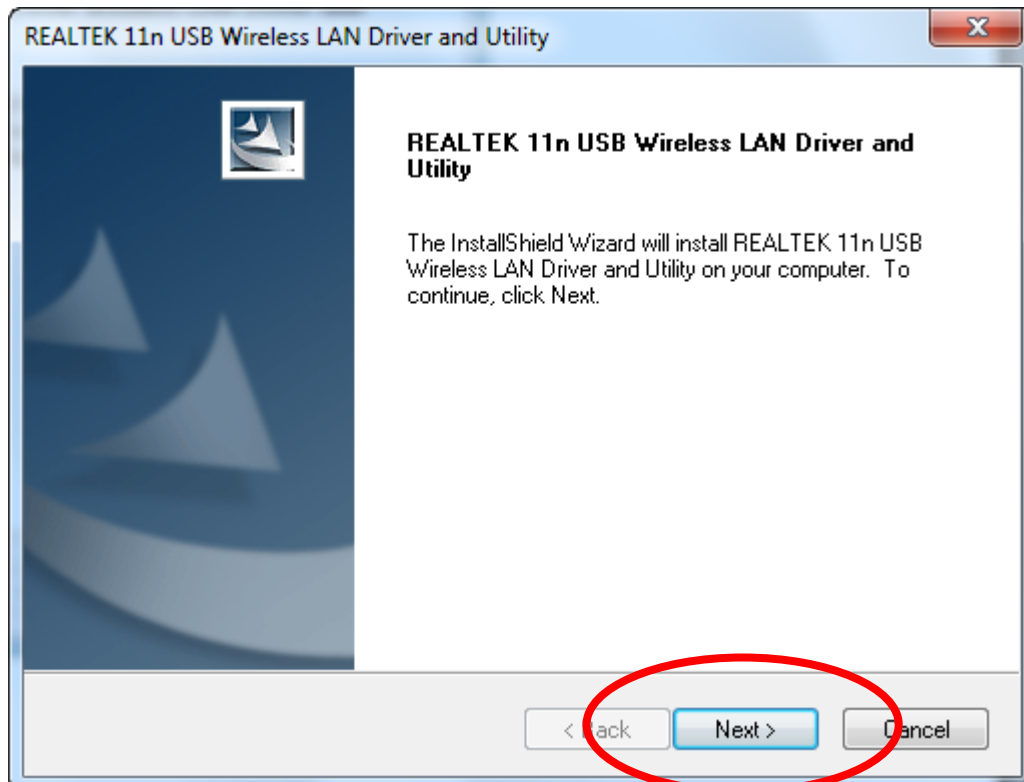 REALTEK 11n USB Wireless LAN Driver and Utility
REALTEK 11n USB Wireless LAN Driver and
Utility
The InstallShield Wizard will install REALTEK 11n USB
Wireless LAN Driver and Utility on your computer.  To
continue, click Next.
< Back Next > Cancel